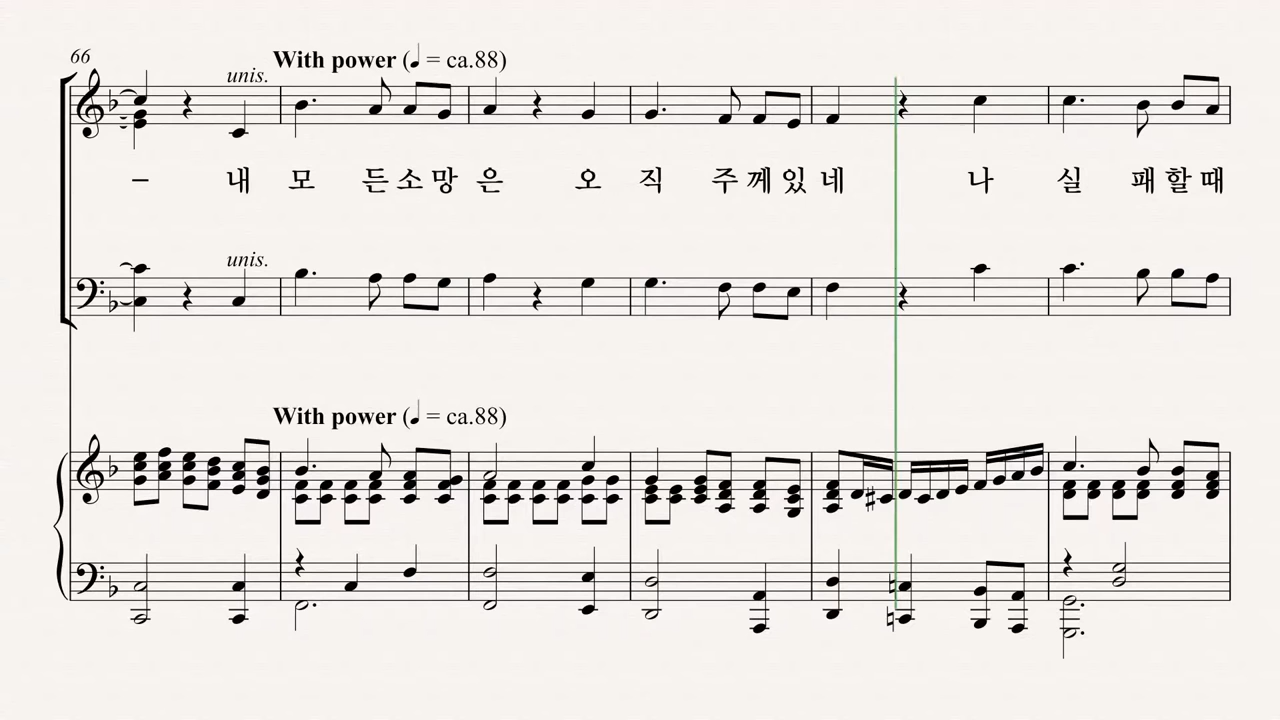 66
With power (♩ = ca.88)
unis.
– 내 모 든 소 망 은 오 직 주 께 있 네 나 실 패 할 때
unis.
With power (♩ = ca.88)